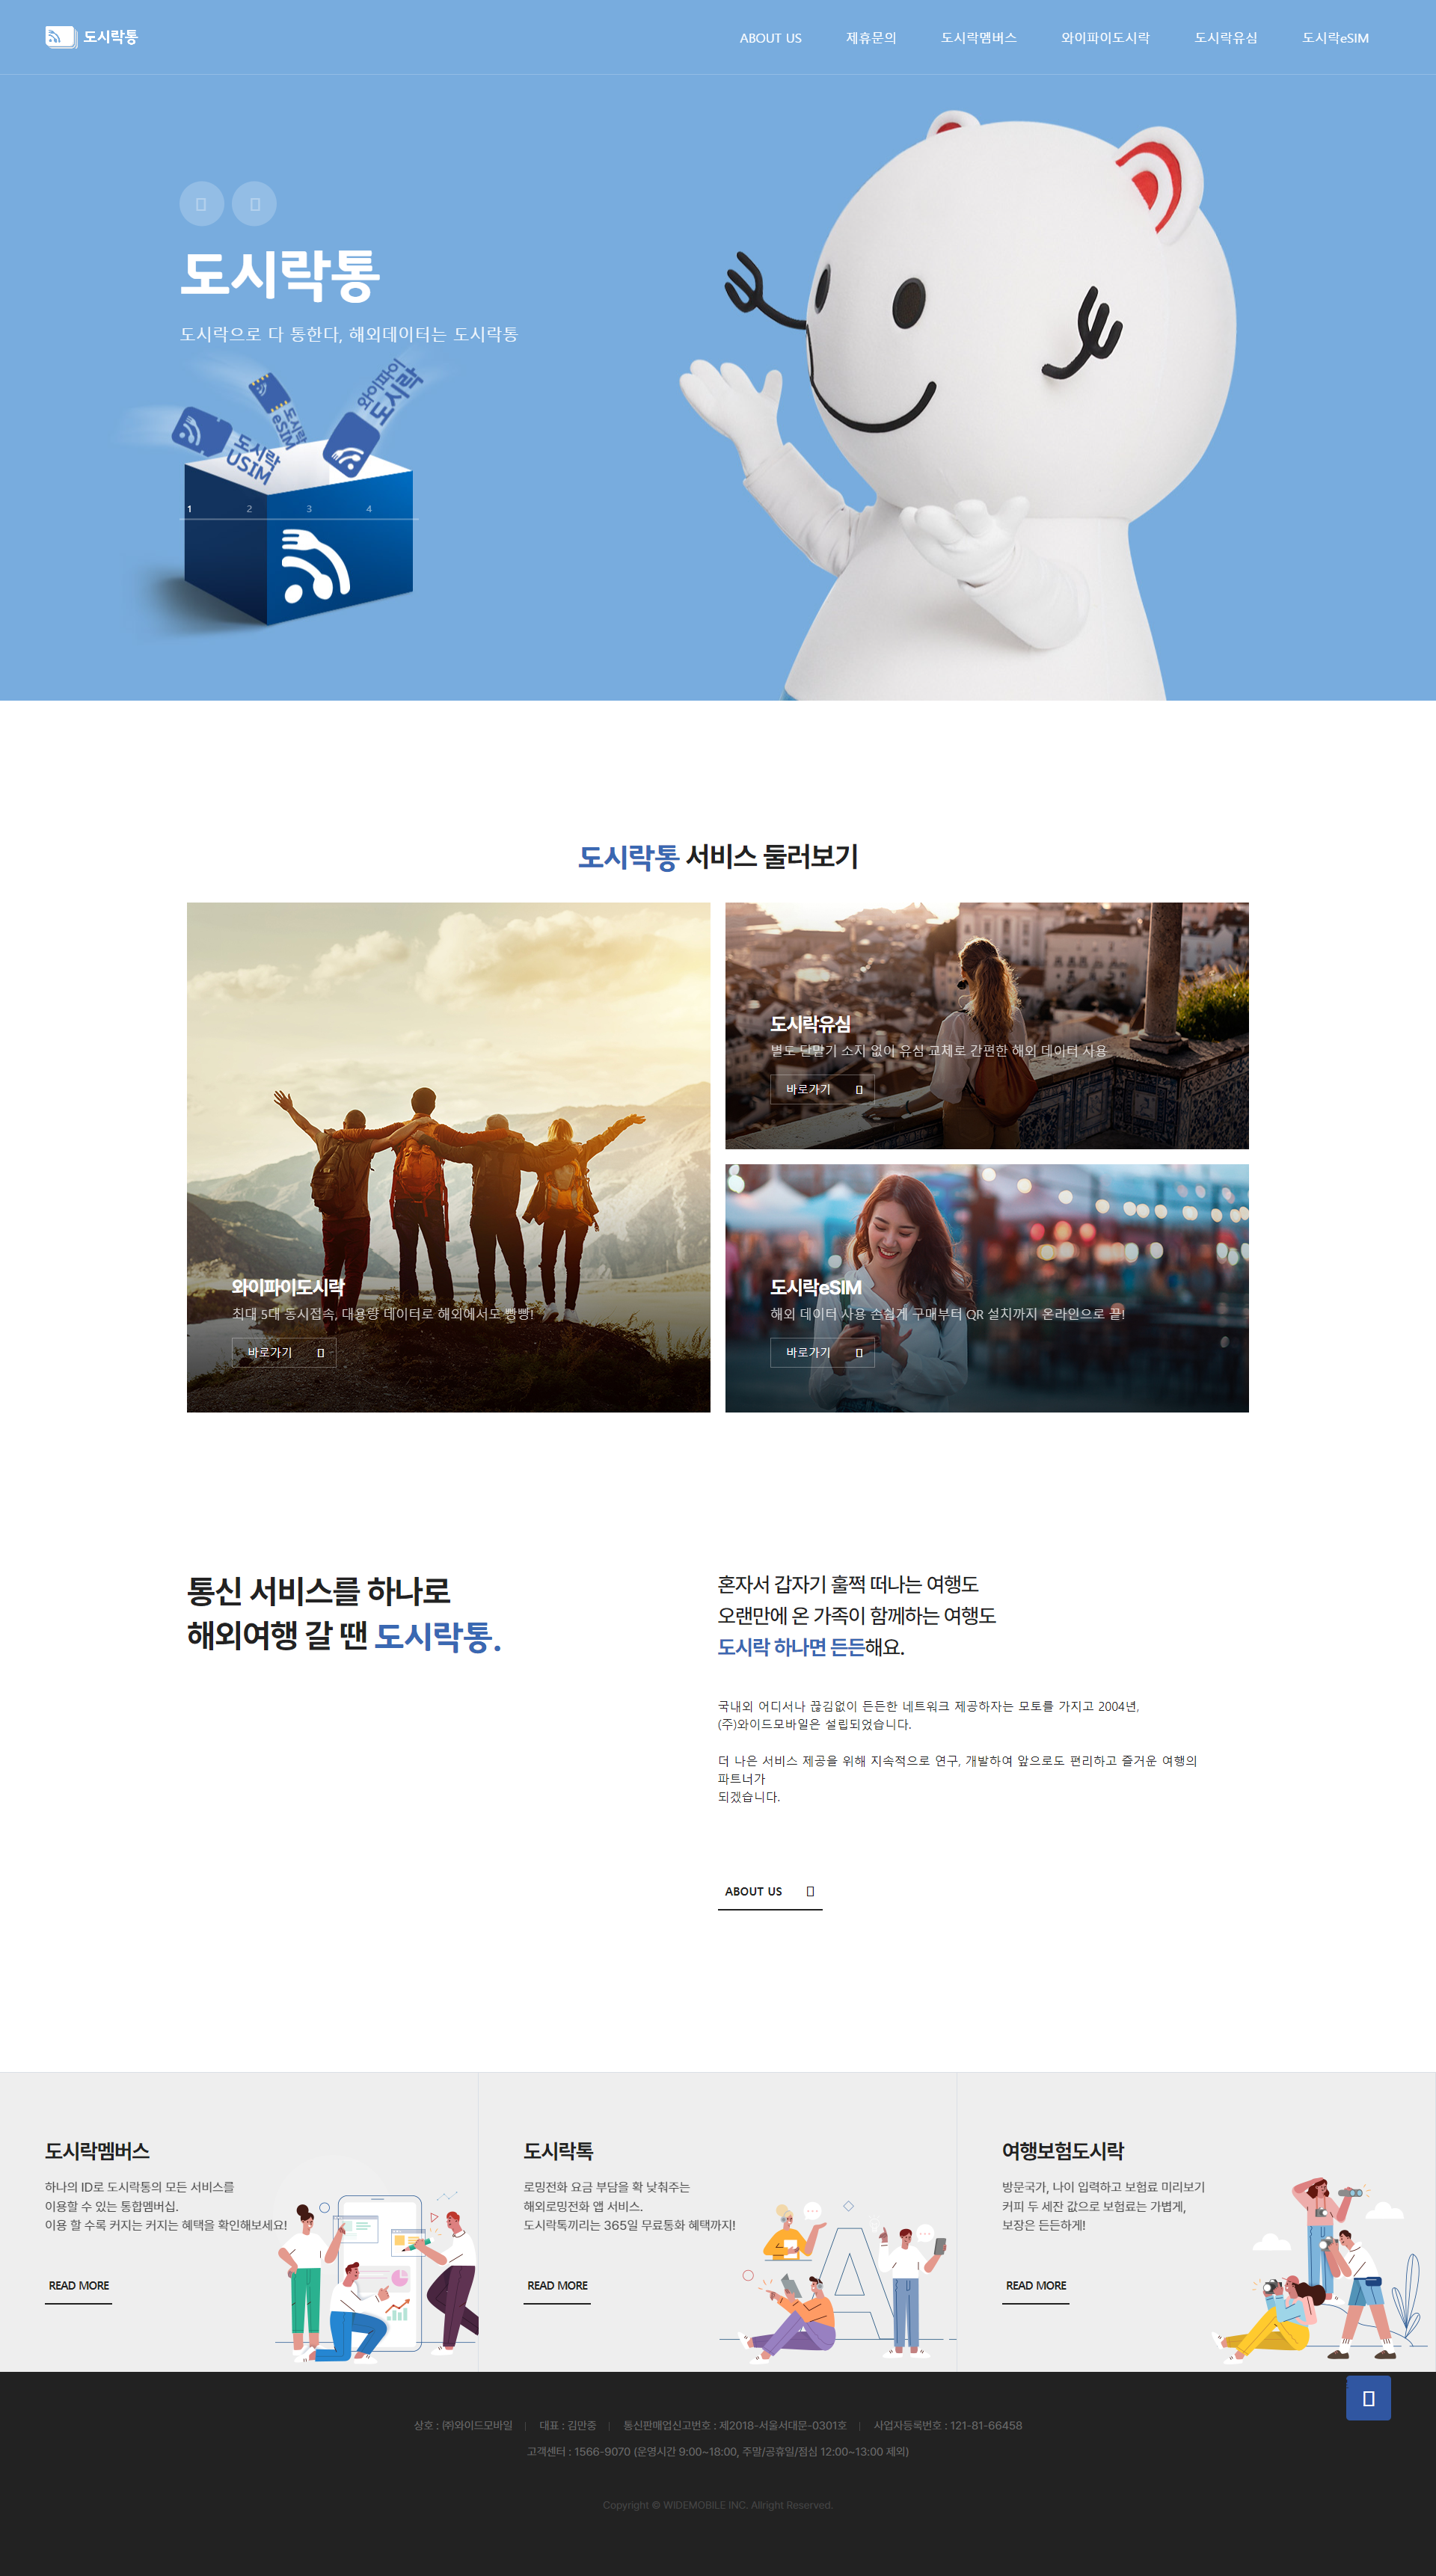 도시락통
ABOUT US
제휴문의
도시락멤버스
와이파이도시락
도시락유심
도시락eSIM
도시락통
도시락으로 다 통한다, 해외데이터는 도시락통
와이파이
도시락
도시락
eSIM
도시락
USIM
1 2 3 4
도시락통 서비스 둘러보기
와이파이도시락
최대 5대 동시접속, 대용량 데이터로 해외에서도 빵빵!
바로가기
도시락유심
별도 단말기 소지 없이 유심 교체로 간편한 해외 데이터 사용
바로가기
도시락eSIM
해외 데이터 사용 손쉽게 구매부터 QR 설치까지 온라인으로 끝!
바로가기
통신 서비스를 하나로
해외여행 갈 땐 도시락통.
혼자서 갑자기 훌쩍 떠나는 여행도
오랜만에 온 가족이 함께하는 여행도
도시락 하나면 든든해요.
국내외 어디서나 끊김없이 든든한 네트워크 제공하자는 모토를 가지고 2004년,
(주)와이드모바일은 설립되었습니다.
더 나은 서비스 제공을 위해 지속적으로 연구, 개발하여 앞으로도 편리하고 즐거운 여행의
파트너가
되겠습니다.
ABOUT US
도시락멤버스
하나의 ID로 도시락통의 모든 서비스를
이용할 수 있는 통합멤버십.
이용 할 수록 커지는 커지는 혜택을 확인해보세요!
READ MORE
도시락톡
로밍전화 요금 부담을 확 낮춰주는
해외로밍전화 앱 서비스.
도시락톡끼리는 365일 무료통화 혜택까지!
READ MORE
여행보험도시락
방문국가, 나이 입력하고 보험료 미리보기
커피 두 세잔 값으로 보험료는 가볍게,
보장은 든든하게!
READ MORE
상호 : ㈜와이드모바일 | 대표 : 김만중 | 통신판매업신고번호 : 제2018-서울서대문-0301호 | 사업자등록번호 : 121-81-66458
고객센터 : 1566-9070 (운영시간 9:00~18:00, 주말/공휴일/점심 12:00~13:00 제외)
Copyright © WIDEMOBILE INC. Allright Reserved.